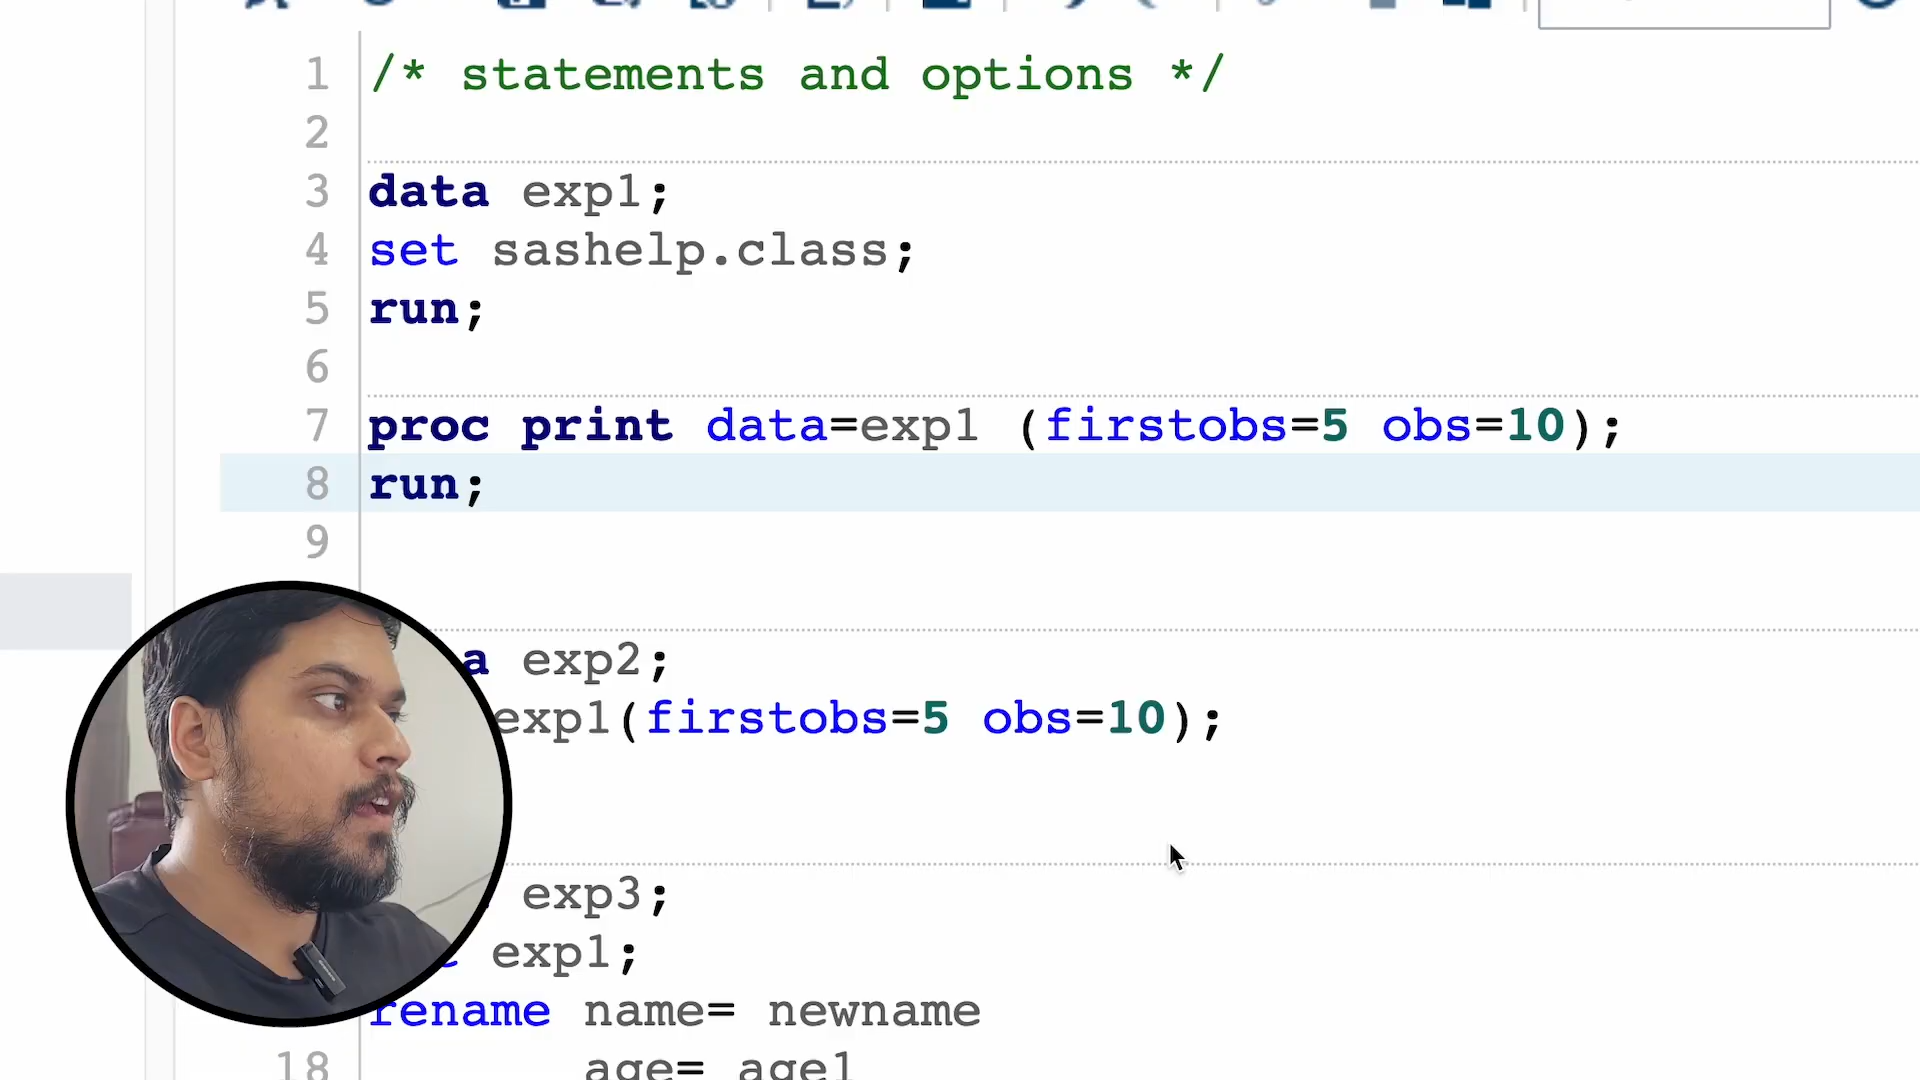 1 /* statements and options */
2
3 data exp1;
4 set sashelp.class;
5 run;
6
7 proc print data=exp1 (firstobs=5 obs=10);
8 run;
9
exp2;
exp1(firstobs=5 obs=10);
exp3;
exp1;
rename name= newname
18 age= age1